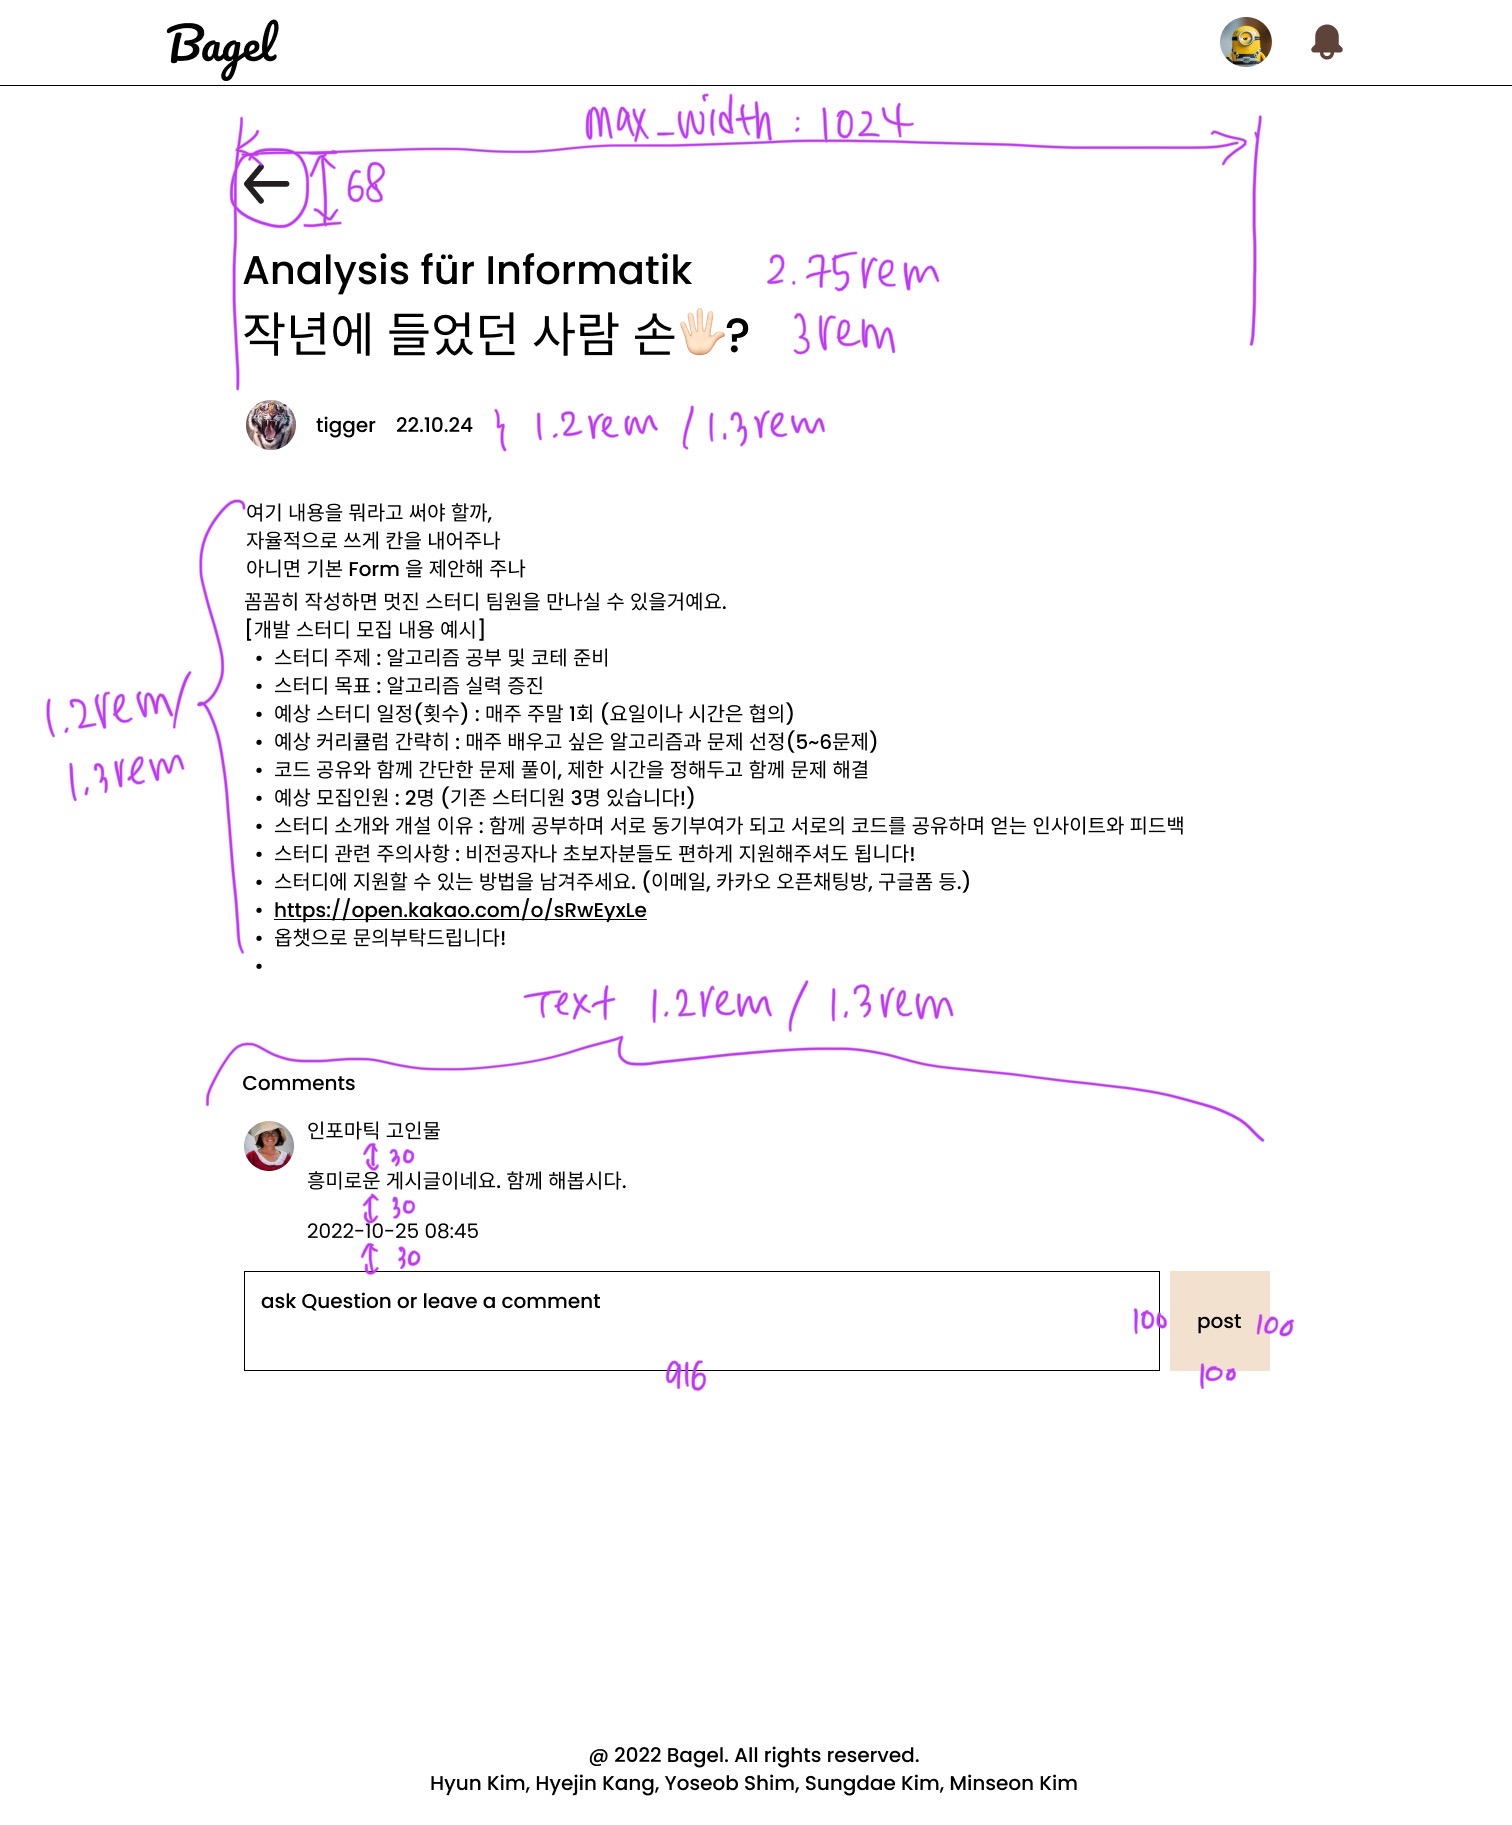 Bagel
max_width : 1024
68
Analysis für Informatik 2.75rem
작년에 들었던 사람 손🖐🏻? 3rem
tigger 22.10.24 } 1.2rem / 1.3rem
여기 내용을 뭐라고 써야 할까,
자율적으로 쓰게 칸을 내어주나
아니면 기본 Form 을 제안해 주나
꼼꼼히 작성하면 멋진 스터디 팀원을 만나실 수 있을거예요.
[개발 스터디 모집 내용 예시]
• 스터디 주제 : 알고리즘 공부 및 코테 준비
• 스터디 목표 : 알고리즘 실력 증진
• 예상 스터디 일정(횟수) : 매주 주말 1회 (요일이나 시간은 협의)
• 예상 커리큘럼 간략히 : 매주 배우고 싶은 알고리즘과 문제 선정(5~6문제)
• 코드 공유와 함께 간단한 문제 풀이, 제한 시간을 정해두고 함께 문제 해결
• 예상 모집인원 : 2명 (기존 스터디원 3명 있습니다!)
• 스터디 소개와 개설 이유 : 함께 공부하며 서로 동기부여가 되고 서로의 코드를 공유하며 얻는 인사이트와 피드백
• 스터디 관련 주의사항 : 비전공자나 초보자분들도 편하게 지원해주셔도 됩니다!
• 스터디에 지원할 수 있는 방법을 남겨주세요. (이메일, 카카오 오픈채팅방, 구글폼 등.)
• https://open.kakao.com/o/sRwEyxLe
• 옵챗으로 문의부탁드립니다!
•
1.2rem/
1.3rem
Text 1.2rem / 1.3rem
Comments
인포마틱 고인물
30
흥미로운 게시글이네요. 함께 해봅시다.
30
2022-10-25 08:45
30
ask Question or leave a comment
100
post 100
916
100
@ 2022 Bagel. All rights reserved.
Hyun Kim, Hyejin Kang, Yoseob Shim, Sungdae Kim, Minseon Kim